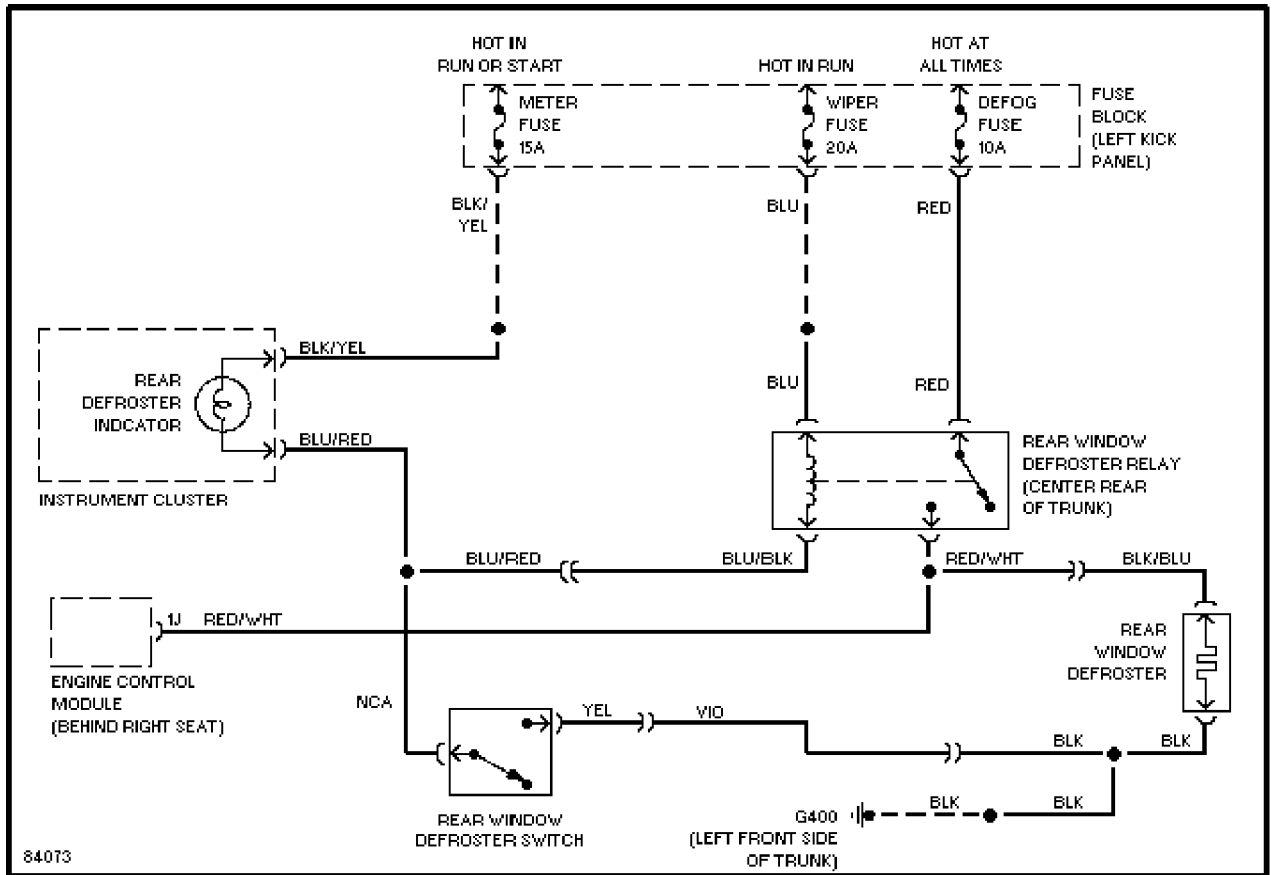 HOT IN
RUN OR START
HOT IN RUN
HOT AT
ALL TIMES
METER
FUSE
15A
WIPER
FUSE
20A
DEFOG
FUSE
10A
FUSE
BLOCK
(LEFT KICK
PANEL)
BLK/
YEL
BLU
RED
BLK/YEL
REAR
DEFROSTER
INDCATOR
BLU/RED
INSTRUMENT CLUSTER
BLU
RED
REAR WINDOW
DEFROSTER RELAY
(CENTER REAR
OF TRUNK)
BLU/RED
BLU/BLK
RED/WHT
BLK/BLU
1J
RED/WHT
ENGINE CONTROL
MODULE
(BEHIND RIGHT SEAT)
REAR
WINDOW
DEFROSTER
NCA
YEL
VIO
BLK
BLK
REAR WINDOW
DEFROSTER SWITCH
G400
(LEFT FRONT SIDE
OF TRUNK)
BLK
BLK
84073